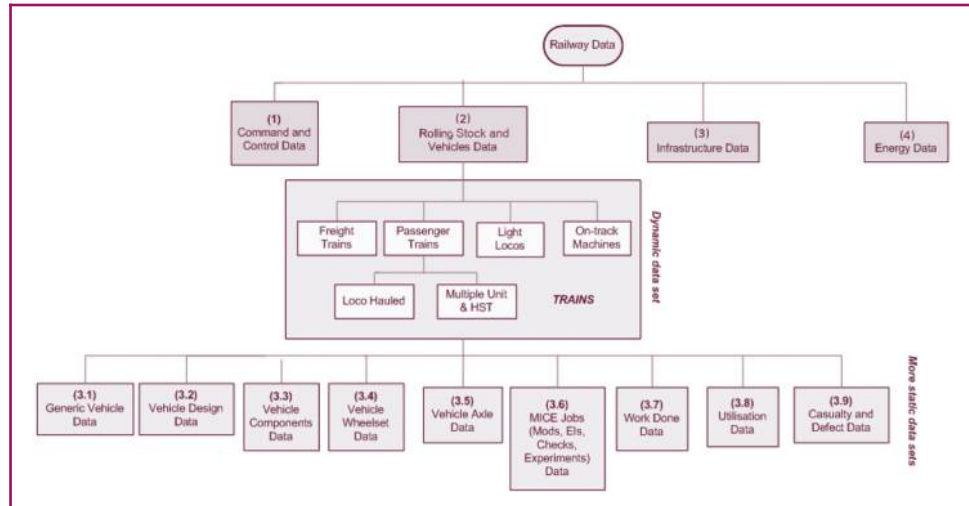 Railway Data
(1)
Command and
Control Data
(2)
Rolling Stock and
Vehicles Data
(3)
Infrastructure Data
(4)
Energy Data
Freight
Trains
Passenger
Trains
Light
Locos
On-track
Machines
Loco Hauled
Multiple Unit
& HST
TRAINS
Dynamic data set
(3.1)
Generic Vehicle
Data
(3.2)
Vehicle Design
Data
(3.3)
Vehicle
Components
Data
(3.4)
Vehicle
Wheelset
Data
(3.5)
Vehicle Axle
Data
(3.6)
MICE Jobs
(Mods, EIs,
Checks,
Experiments)
Data
(3.7)
Work Done
Data
(3.8)
Utilisation
Data
(3.9)
Casualty and
Defect Data
More static data sets